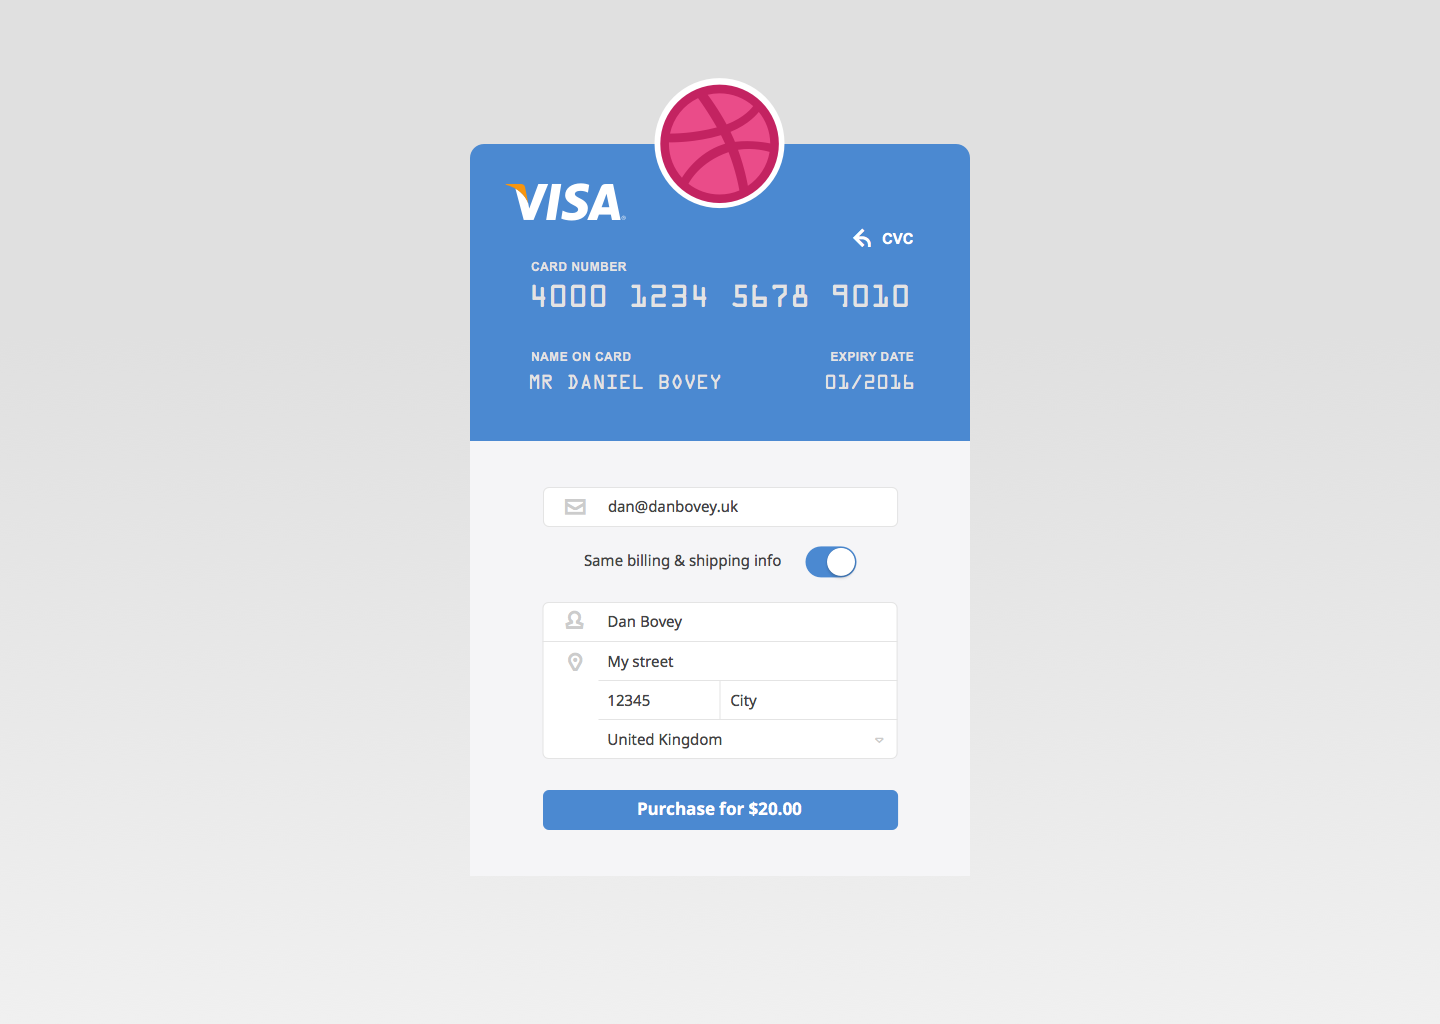 VISA
CVC
CARD NUMBER
4000 1234 5678 9010
NAME ON CARD
EXPIRY DATE
MR DANIEL BOVEY
01/2016
dan@danbovey.uk
Same billing & shipping info
Dan Bovey
My street
12345
City
United Kingdom
Purchase for $20.00